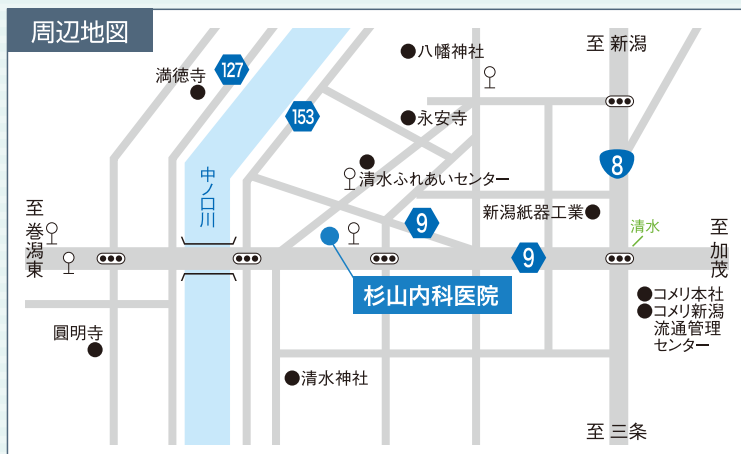 周辺地図
八幡神社
至 新潟
満徳寺
127
153
永安寺
8
清水ふれあいセンター
中ノ口川
新潟紙器工業
至巻潟東
9
清水
至加茂
9
杉山内科医院
コメリ本社
コメリ新潟
流通管理
センター
圓明寺
清水神社
至 三条